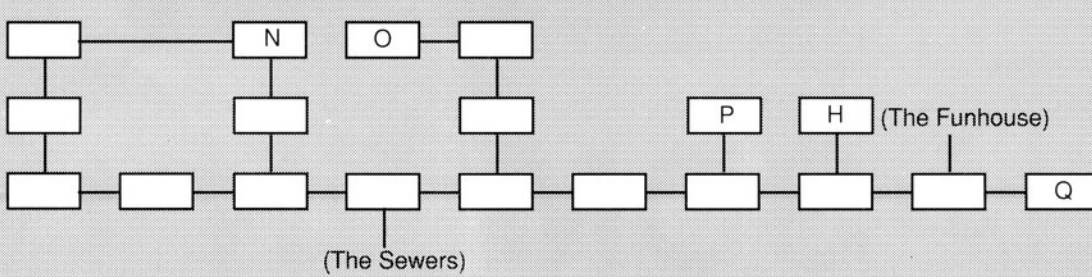 N O
P H (The Funhouse)
Q
(The Sewers)